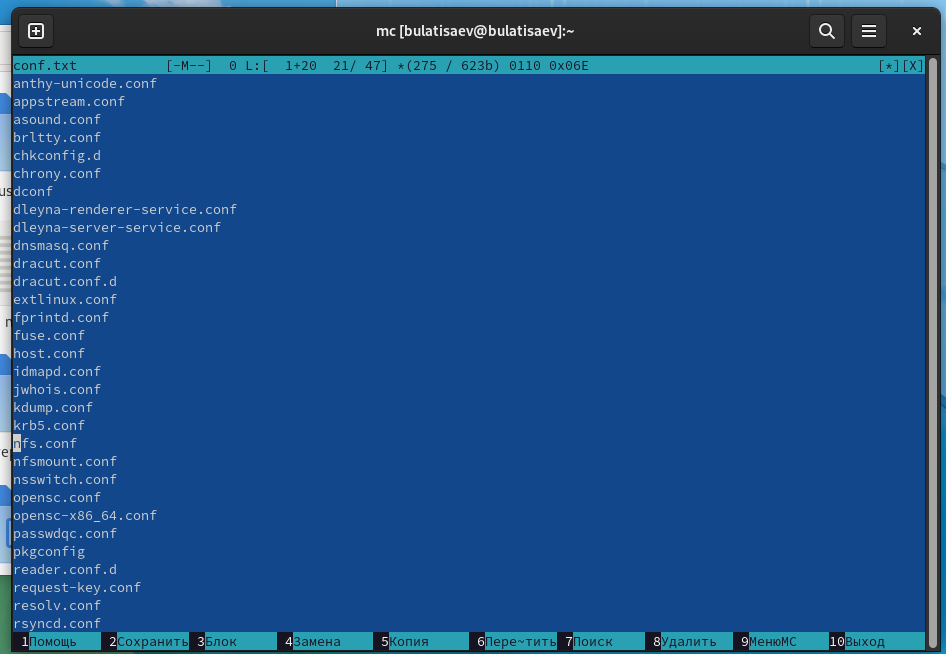 mc [bulatisaev@bulatisaev]:~
conf.txt [-M--] 0 L:[ 1+20 21/ 47] *(275 / 623b) 0110 0x06E [*][X]
anthy-unicode.conf
appstream.conf
asound.conf
brltty.conf
chkconfig.d
chrony.conf
dconf
dleyna-renderer-service.conf
dleyna-server-service.conf
dnsmasq.conf
dracut.conf
dracut.conf.d
extlinux.conf
fprintd.conf
fuse.conf
host.conf
idmapd.conf
jwhois.conf
kdump.conf
krb5.conf
nfs.conf
nfsmount.conf
nsswitch.conf
opensc.conf
opensc-x86_64.conf
passwdqc.conf
pkgconfig
reader.conf.d
request-key.conf
resolv.conf
rsyncd.conf
1Помощь 2Сохранить 3Блок 4Замена 5Копия 6Пере~тить 7Поиск 8Удалить 9МенюMC 10Выход